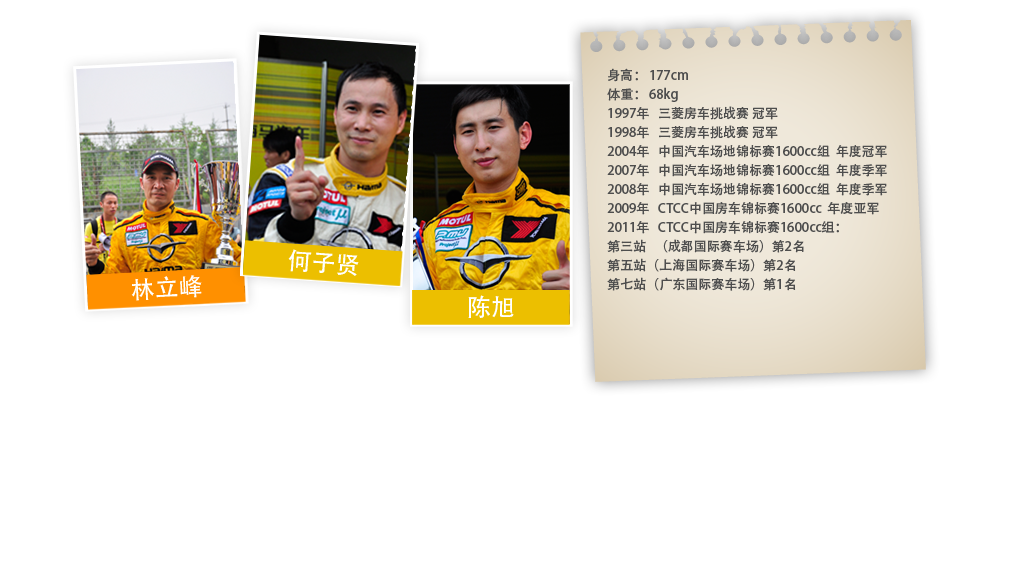 林立峰
何子贤
陈旭
MOTUL
MOTUL
MOTUL
Haima
身高： 177cm
体重： 68kg
1997年 三菱房车挑战赛 冠军
1998年 三菱房车挑战赛 冠军
2004年 中国汽车场地锦标赛1600cc组 年度冠军
2007年 中国汽车场地锦标赛1600cc组 年度季军
2008年 中国汽车场地锦标赛1600cc组 年度季军
2009年 CTCC中国房车锦标赛1600cc 年度亚军
2011年 CTCC中国房车锦标赛1600cc组：
第三站 （成都国际赛车场）第2名
第五站（上海国际赛车场）第2名
第七站（广东国际赛车场）第1名